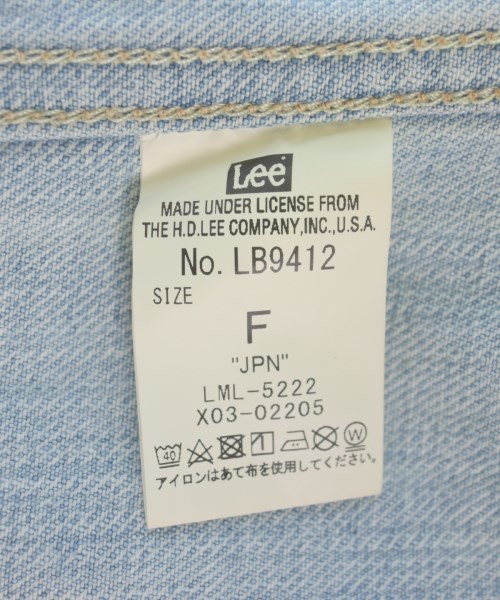 Lee
MADE UNDER LICENSE FROM
THE H.D.LEE COMPANY,INC.,U.S.A.
No. LB9412
SIZE
F
"JPN"
LML-5222
X03-02205
40 W
アイロンはあて布を使用してください。